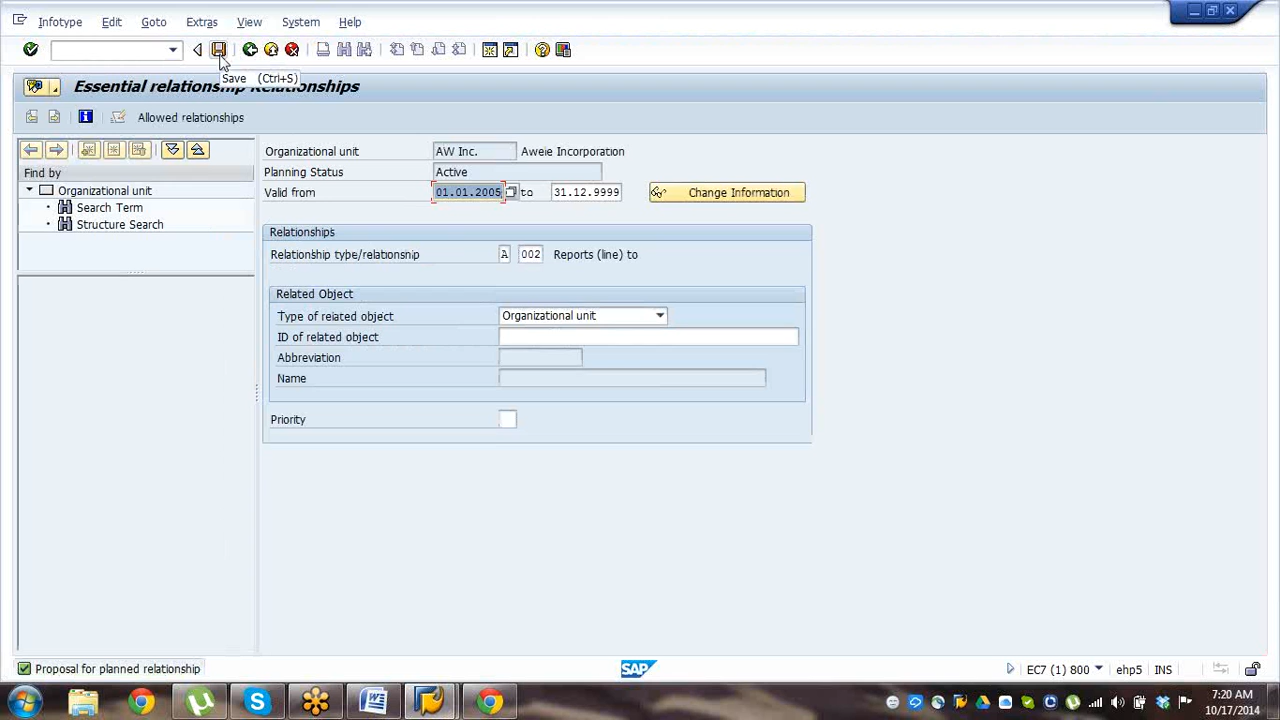 Infotype Edit Goto Extras View System Help
Save (Ctrl+S)
Essential relationship Relationships
Allowed relationships
Find by
Organizational unit
Search Term
Structure Search
Organizational unit AW Inc. Aweie Incorporation
Planning Status Active
Valid from 01.01.2005 to 31.12.9999 Change Information
Relationships
Relationship type/relationship A 002 Reports (line) to
Related Object
Type of related object Organizational unit
ID of related object
Abbreviation
Name
Priority
Proposal for planned relationship
SAP
EC7 (1) 800 ehp5 INS
7:20 AM
10/17/2014